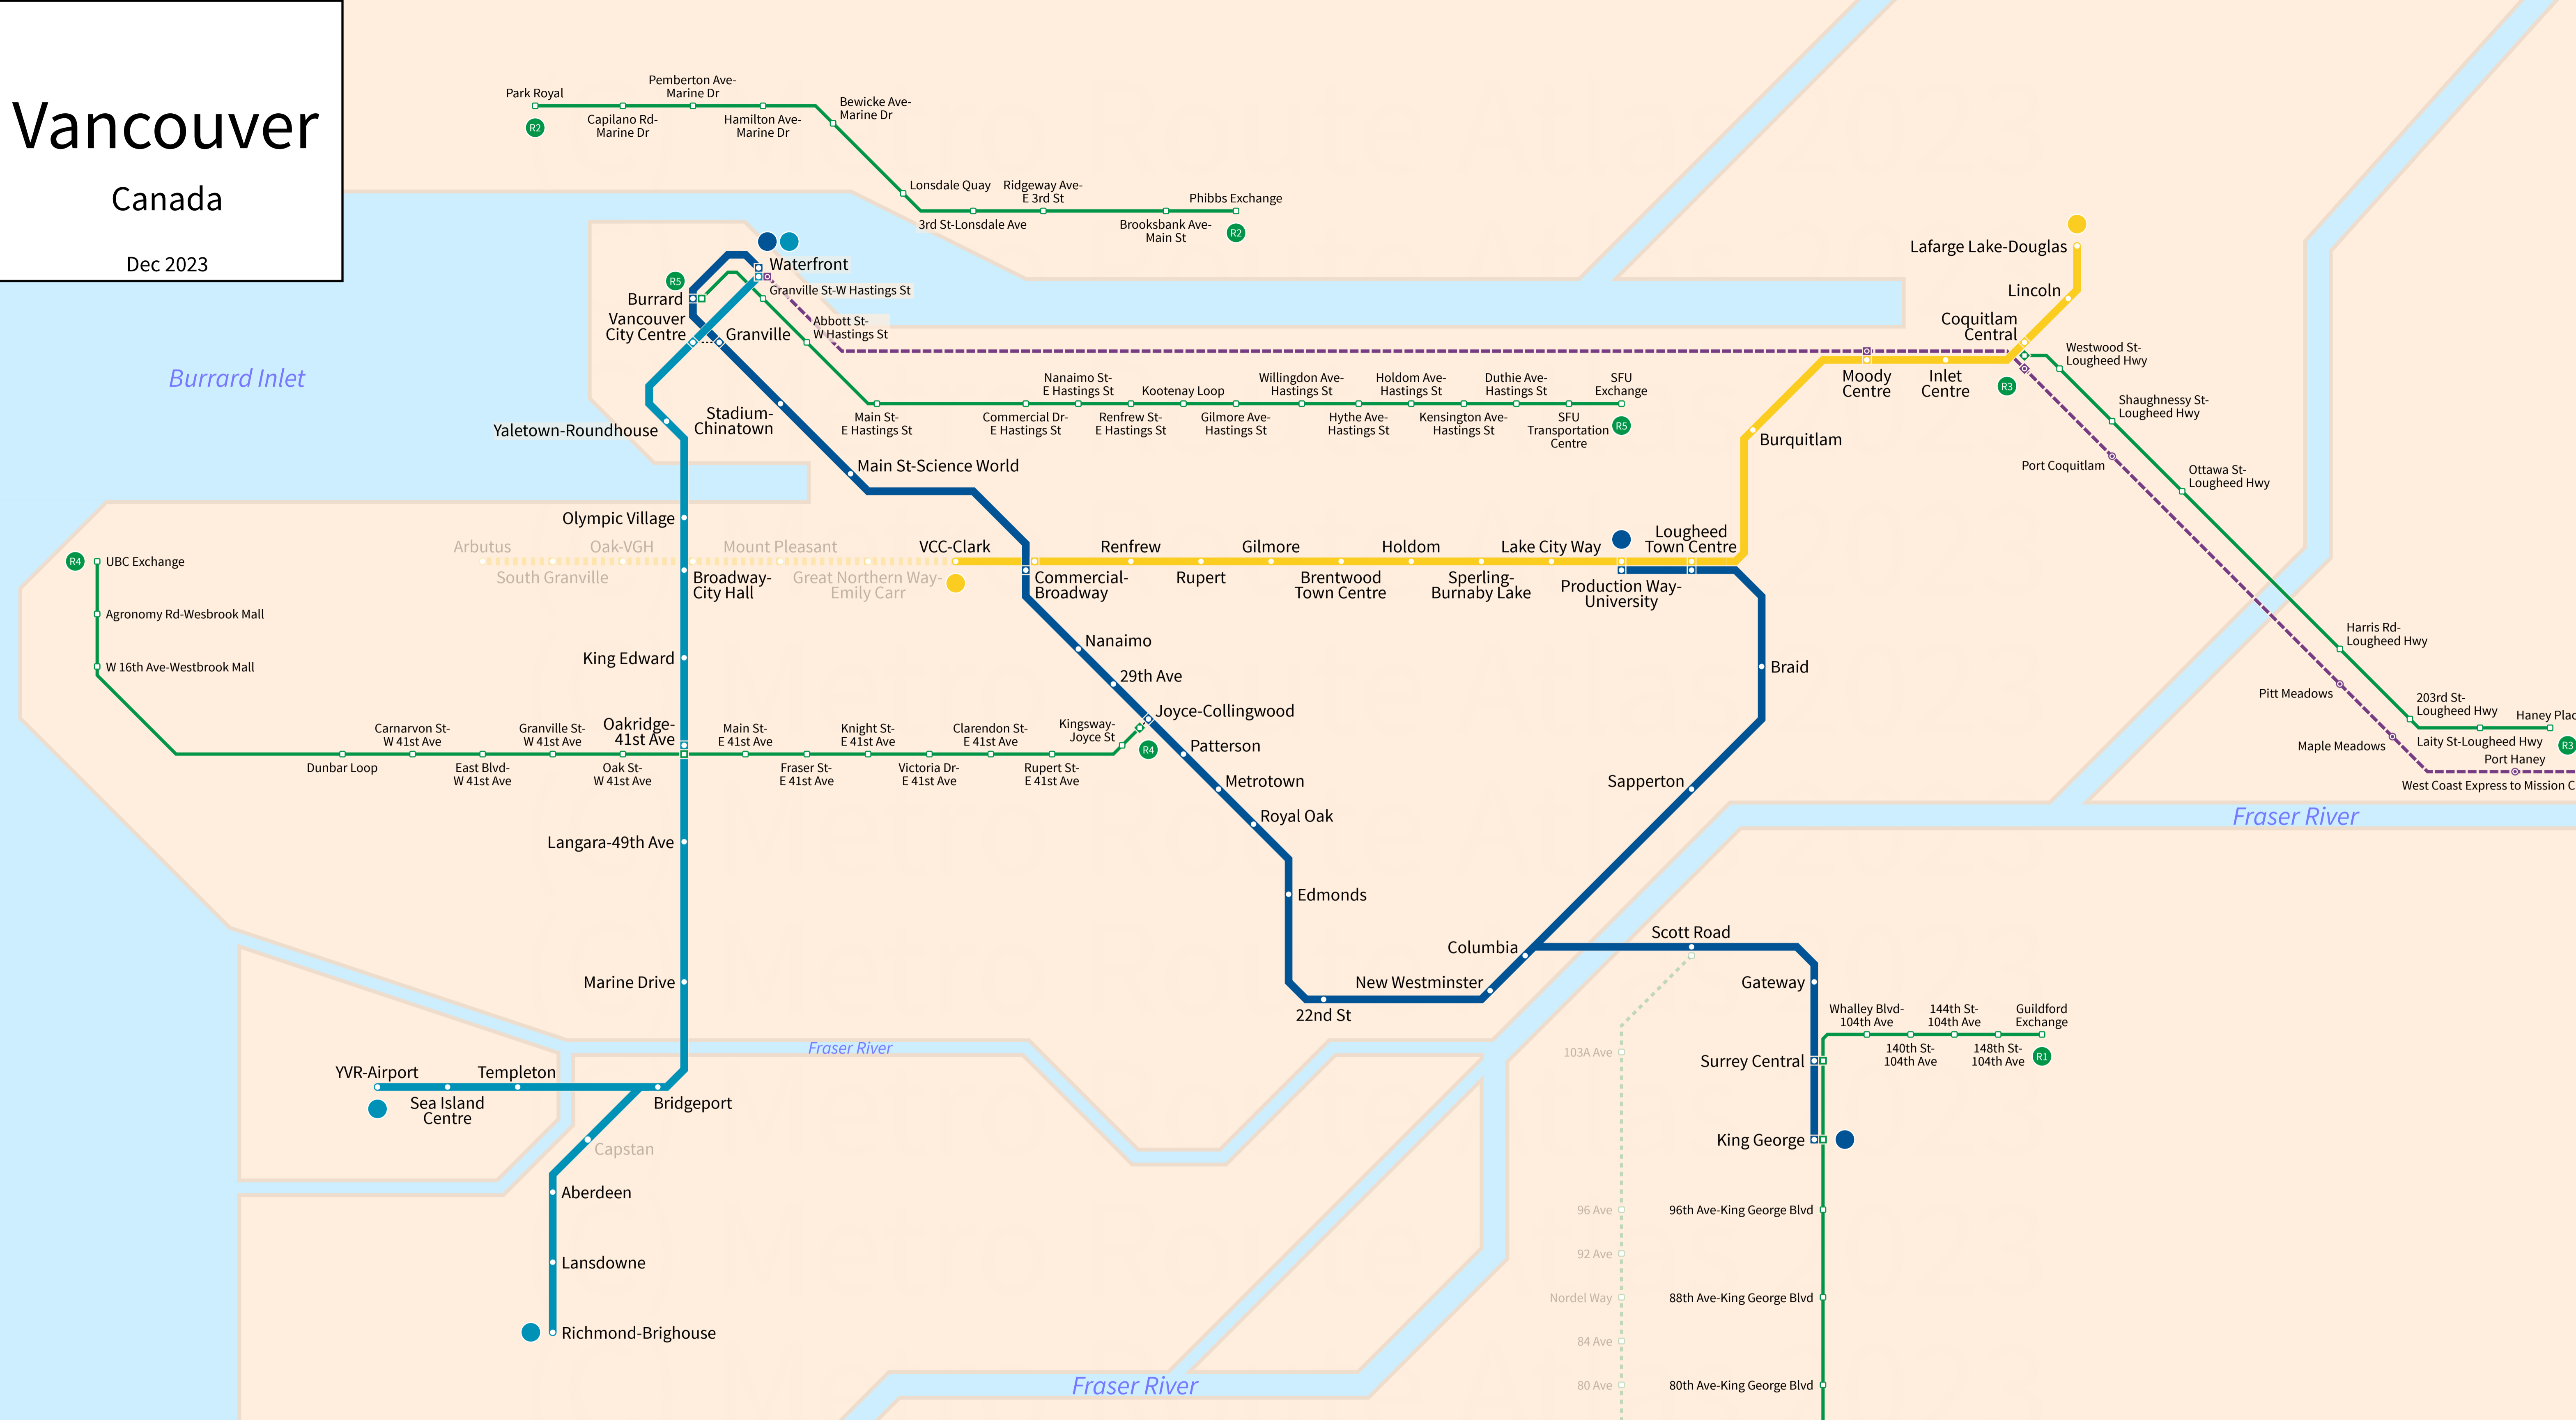 Vancouver
Canada
Dec 2023
Park Royal
R2
Capilano Rd-
Marine Dr
Pemberton Ave-
Marine Dr
Hamilton Ave-
Marine Dr
Bewicke Ave-
Marine Dr
Lonsdale Quay
3rd St-Lonsdale Ave
Ridgeway Ave-
E 3rd St
Brooksbank Ave-
Main St
Phibbs Exchange
R2
Burrard Inlet
Waterfront
R5
Burrard
Granville St-W Hastings St
Vancouver
City Centre
Granville
Abbott St-
W Hastings St
Stadium-
Chinatown
Yaletown-Roundhouse
Main St-Science World
Main St-
E Hastings St
Commercial Dr-
E Hastings St
Nanaimo St-
E Hastings St
Renfrew St-
E Hastings St
Kootenay Loop
Gilmore Ave-
Hastings St
Willingdon Ave-
Hastings St
Hythe Ave-
Hastings St
Holdom Ave-
Hastings St
Kensington Ave-
Hastings St
Duthie Ave-
Hastings St
SFU
Transportation
Centre
SFU
Exchange
R5
Lafarge Lake-Douglas
Lincoln
Coquitlam
Central
Moody
Centre
Inlet
Centre
R3
Burquitlam
Westwood St-
Lougheed Hwy
Shaughnessy St-
Lougheed Hwy
Port Coquitlam
Ottawa St-
Lougheed Hwy
Harris Rd-
Lougheed Hwy
Pitt Meadows
203rd St-
Lougheed Hwy
Haney Plac
Maple Meadows
Laity St-Lougheed Hwy
R3
Port Haney
West Coast Express to Mission C
Fraser River
Olympic Village
Arbutus
South Granville
Oak-VGH
Mount Pleasant
Great Northern Way-
Emily Carr
VCC-Clark
Broadway-
City Hall
Commercial-
Broadway
Renfrew
Rupert
Gilmore
Brentwood
Town Centre
Holdom
Sperling-
Burnaby Lake
Lake City Way
Production Way-
University
Lougheed
Town Centre
R4
UBC Exchange
Agronomy Rd-Wesbrook Mall
W 16th Ave-Westbrook Mall
King Edward
Nanaimo
29th Ave
Joyce-Collingwood
Braid
Dunbar Loop
Carnarvon St-
W 41st Ave
East Blvd-
W 41st Ave
Granville St-
W 41st Ave
Oak St-
W 41st Ave
Oakridge-
41st Ave
Main St-
E 41st Ave
Fraser St-
E 41st Ave
Knight St-
E 41st Ave
Victoria Dr-
E 41st Ave
Clarendon St-
E 41st Ave
Rupert St-
E 41st Ave
Kingsway-
Joyce St
R4
Patterson
Metrotown
Royal Oak
Sapperton
Langara-49th Ave
Edmonds
Columbia
New Westminster
22nd St
Scott Road
Marine Drive
Gateway
Fraser River
YVR-Airport
Sea Island
Centre
Templeton
Bridgeport
Capstan
Aberdeen
Lansdowne
Richmond-Brighouse
Whalley Blvd-
104th Ave
140th St-
104th Ave
144th St-
104th Ave
148th St-
104th Ave
Guildford
Exchange
R1
103A Ave
Surrey Central
King George
96 Ave
96th Ave-King George Blvd
92 Ave
Nordel Way
88th Ave-King George Blvd
84 Ave
80 Ave
80th Ave-King George Blvd
Fraser River